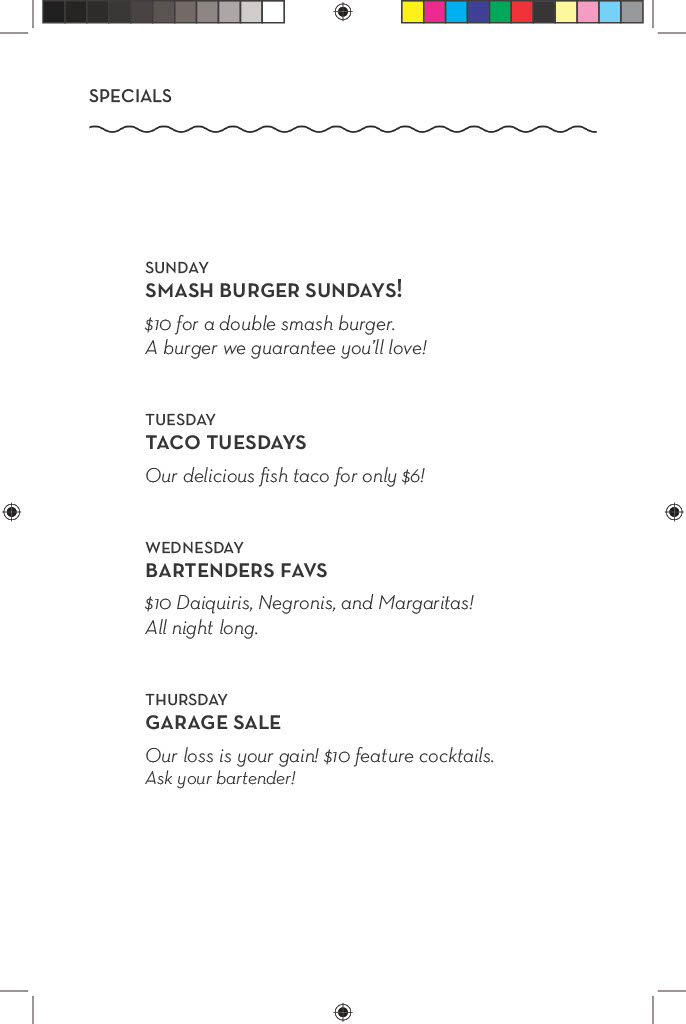 SPECIALS
SUNDAY
SMASH BURGER SUNDAYS!
$10 for a double smash burger.
A burger we guarantee you'll love!
TUESDAY
TACO TUESDAYS
Our delicious fish taco for only $6!
WEDNESDAY
BARTENDERS FAVS
$10 Daiquiris, Negronis, and Margaritas!
All night long.
THURSDAY
GARAGE SALE
Our loss is your gain! $10 feature cocktails.
Ask your bartender!